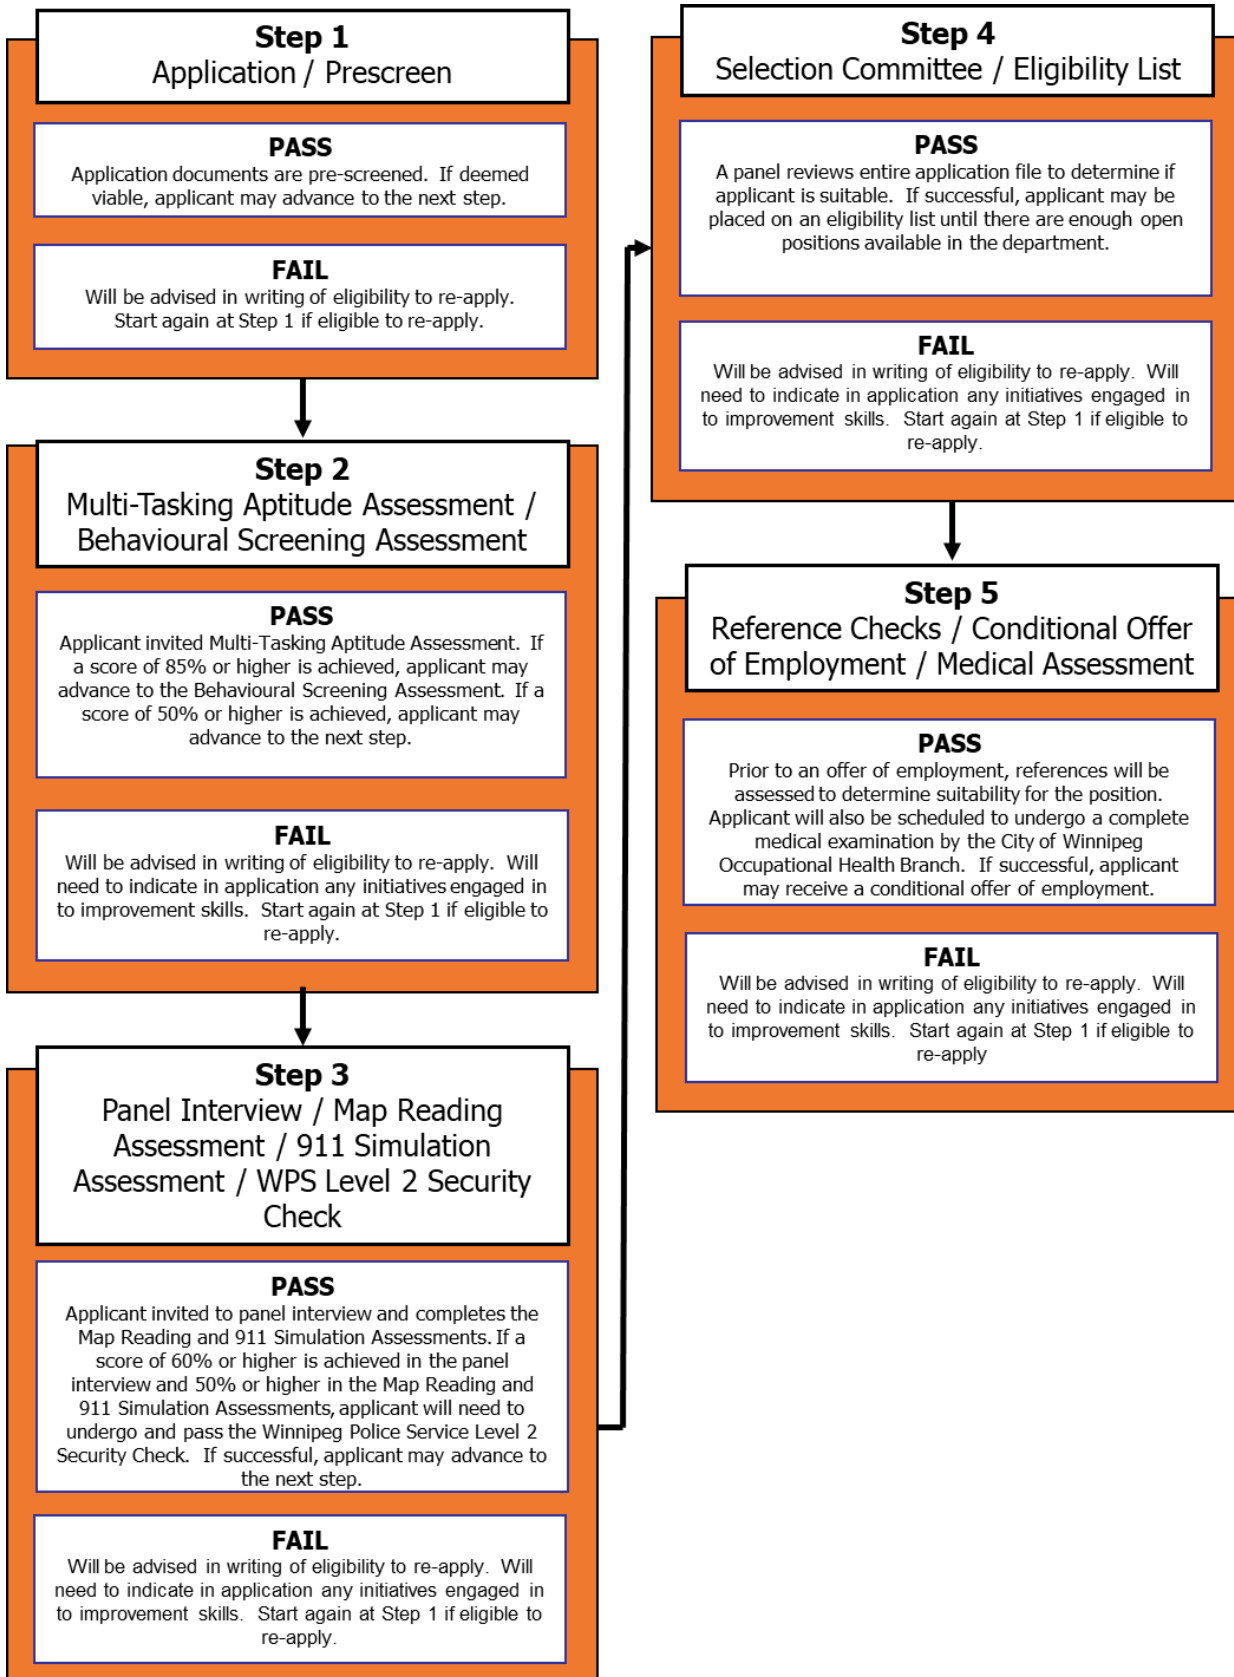 Step 1
Application / Prescreen
PASS
Application documents are pre-screened. If deemed
viable, applicant may advance to the next step.
FAIL
Will be advised in writing of eligibility to re-apply.
Start again at Step 1 if eligible to re-apply.
Step 2
Multi-Tasking Aptitude Assessment /
Behavioural Screening Assessment
PASS
Applicant invited Multi-Tasking Aptitude Assessment. If
a score of 85% or higher is achieved, applicant may
advance to the Behavioural Screening Assessment. If a
score of 50% or higher is achieved, applicant may
advance to the next step.
FAIL
Will be advised in writing of eligibility to re-apply. Will
need to indicate in application any initiatives engaged in
to improvement skills. Start again at Step 1 if eligible to
re-apply.
Step 3
Panel Interview / Map Reading
Assessment / 911 Simulation
Assessment / WPS Level 2 Security
Check
PASS
Applicant invited to panel interview and completes the
Map Reading and 911 Simulation Assessments. If a
score of 60% or higher is achieved in the panel
interview and 50% or higher in the Map Reading and
911 Simulation Assessments, applicant will need to
undergo and pass the Winnipeg Police Service Level 2
Security Check. If successful, applicant may advance to
the next step.
FAIL
Will be advised in writing of eligibility to re-apply. Will
need to indicate in application any initiatives engaged in
to improvement skills. Start again at Step 1 if eligible to
re-apply.
Step 4
Selection Committee / Eligibility List
PASS
A panel reviews entire application file to determine if
applicant is suitable. If successful, applicant may be
placed on an eligibility list until there are enough open
positions available in the department.
FAIL
Will be advised in writing of eligibility to re-apply. Will
need to indicate in application any initiatives engaged in
to improvement skills. Start again at Step 1 if eligible to
re-apply.
Step 5
Reference Checks / Conditional Offer
of Employment / Medical Assessment
PASS
Prior to an offer of employment, references will be
assessed to determine suitability for the position.
Applicant will also be scheduled to undergo a complete
medical examination by the City of Winnipeg
Occupational Health Branch. If successful, applicant
may receive a conditional offer of employment.
FAIL
Will be advised in writing of eligibility to re-apply. Will
need to indicate in application any initiatives engaged in
to improvement skills. Start again at Step 1 if eligible to
re-apply